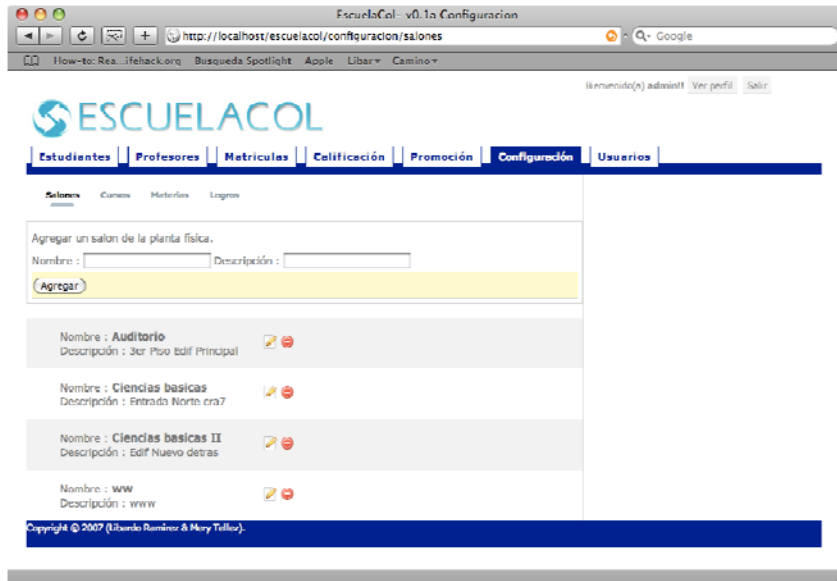 EscuelaCol- v0.1a Configuracion
http://localhost/escuelacol/configuracion/salones
Google
How-to: Rea...ifehack.org Busqueda Spotlight Apple Libar Camino
Bienvenido(a) admin!! Ver perfil Salir
ESCUELACOL
Estudiantes Profesores Matriculas Calificación Promoción Configuración Usuarios
Salones Cursos Materias Logros
Agregar un salon de la planta física.
Nombre : Descripción :
Agregar
Nombre : Auditorio
Descripción : 3er Piso Edif Principal
Nombre : Ciencias basicas
Descripción : Entrada Norte cra7
Nombre : Ciencias basicas II
Descripción : Edif Nuevo detras
Nombre : ww
Descripción : www
Copyright © 2007 (Libardo Ramirez & Mery Tellez).